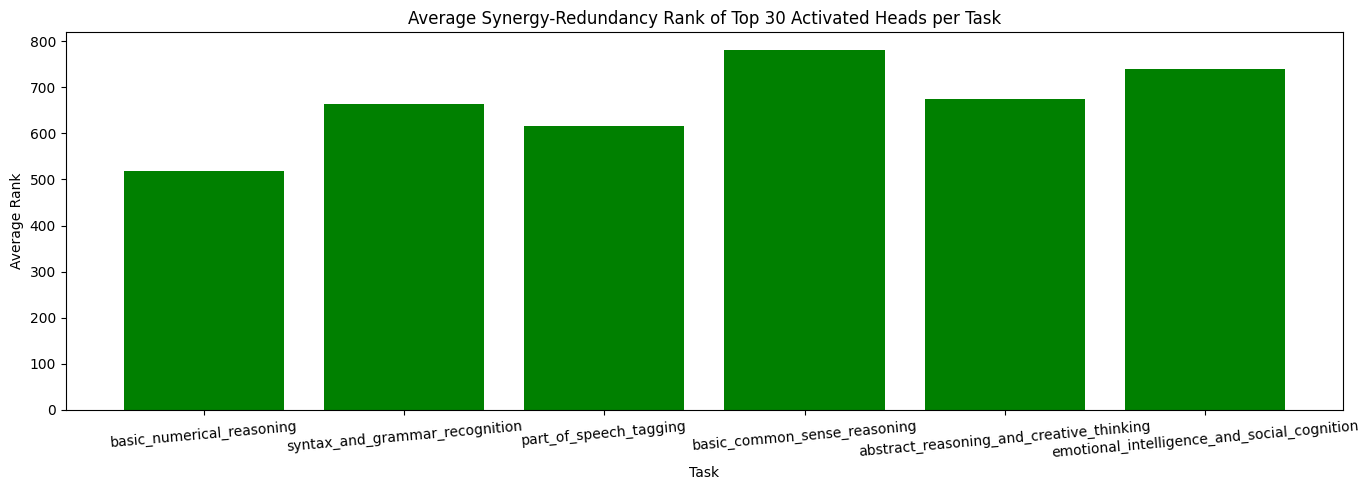 Average Synergy-Redundancy Rank of Top 30 Activated Heads per Task
Average Rank
800
700
600
500
400
300
200
100
0
basic_numerical_reasoning
syntax_and_grammar_recognition
part_of_speech_tagging
basic_common_sense_reasoning
abstract_reasoning_and_creative_thinking
emotional_intelligence_and_social_cognition
Task